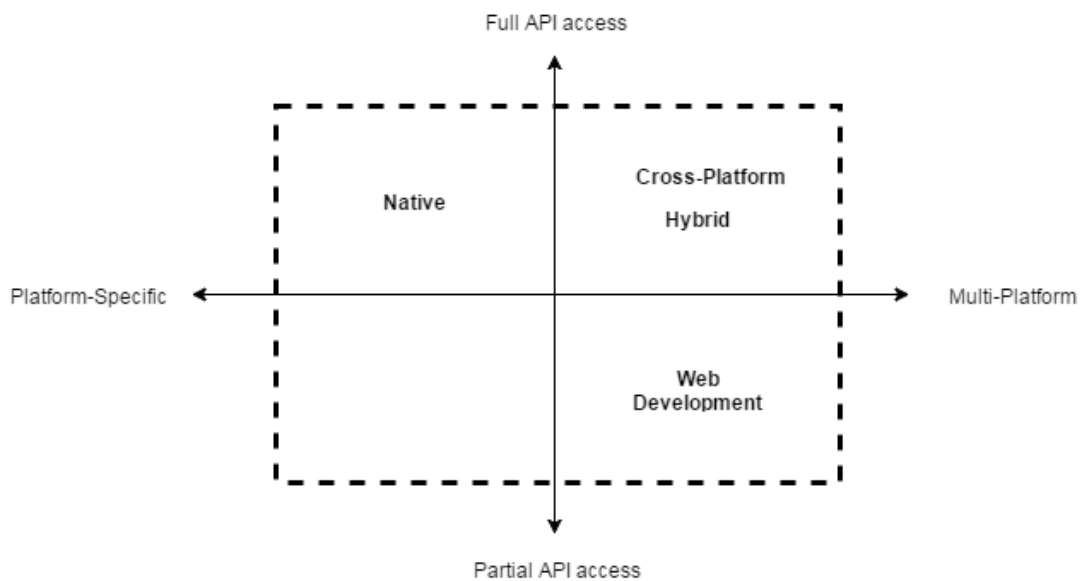 Full API access
Cross-Platform
Native
Hybrid
Platform-Specific
Multi-Platform
Web
Development
Partial API access